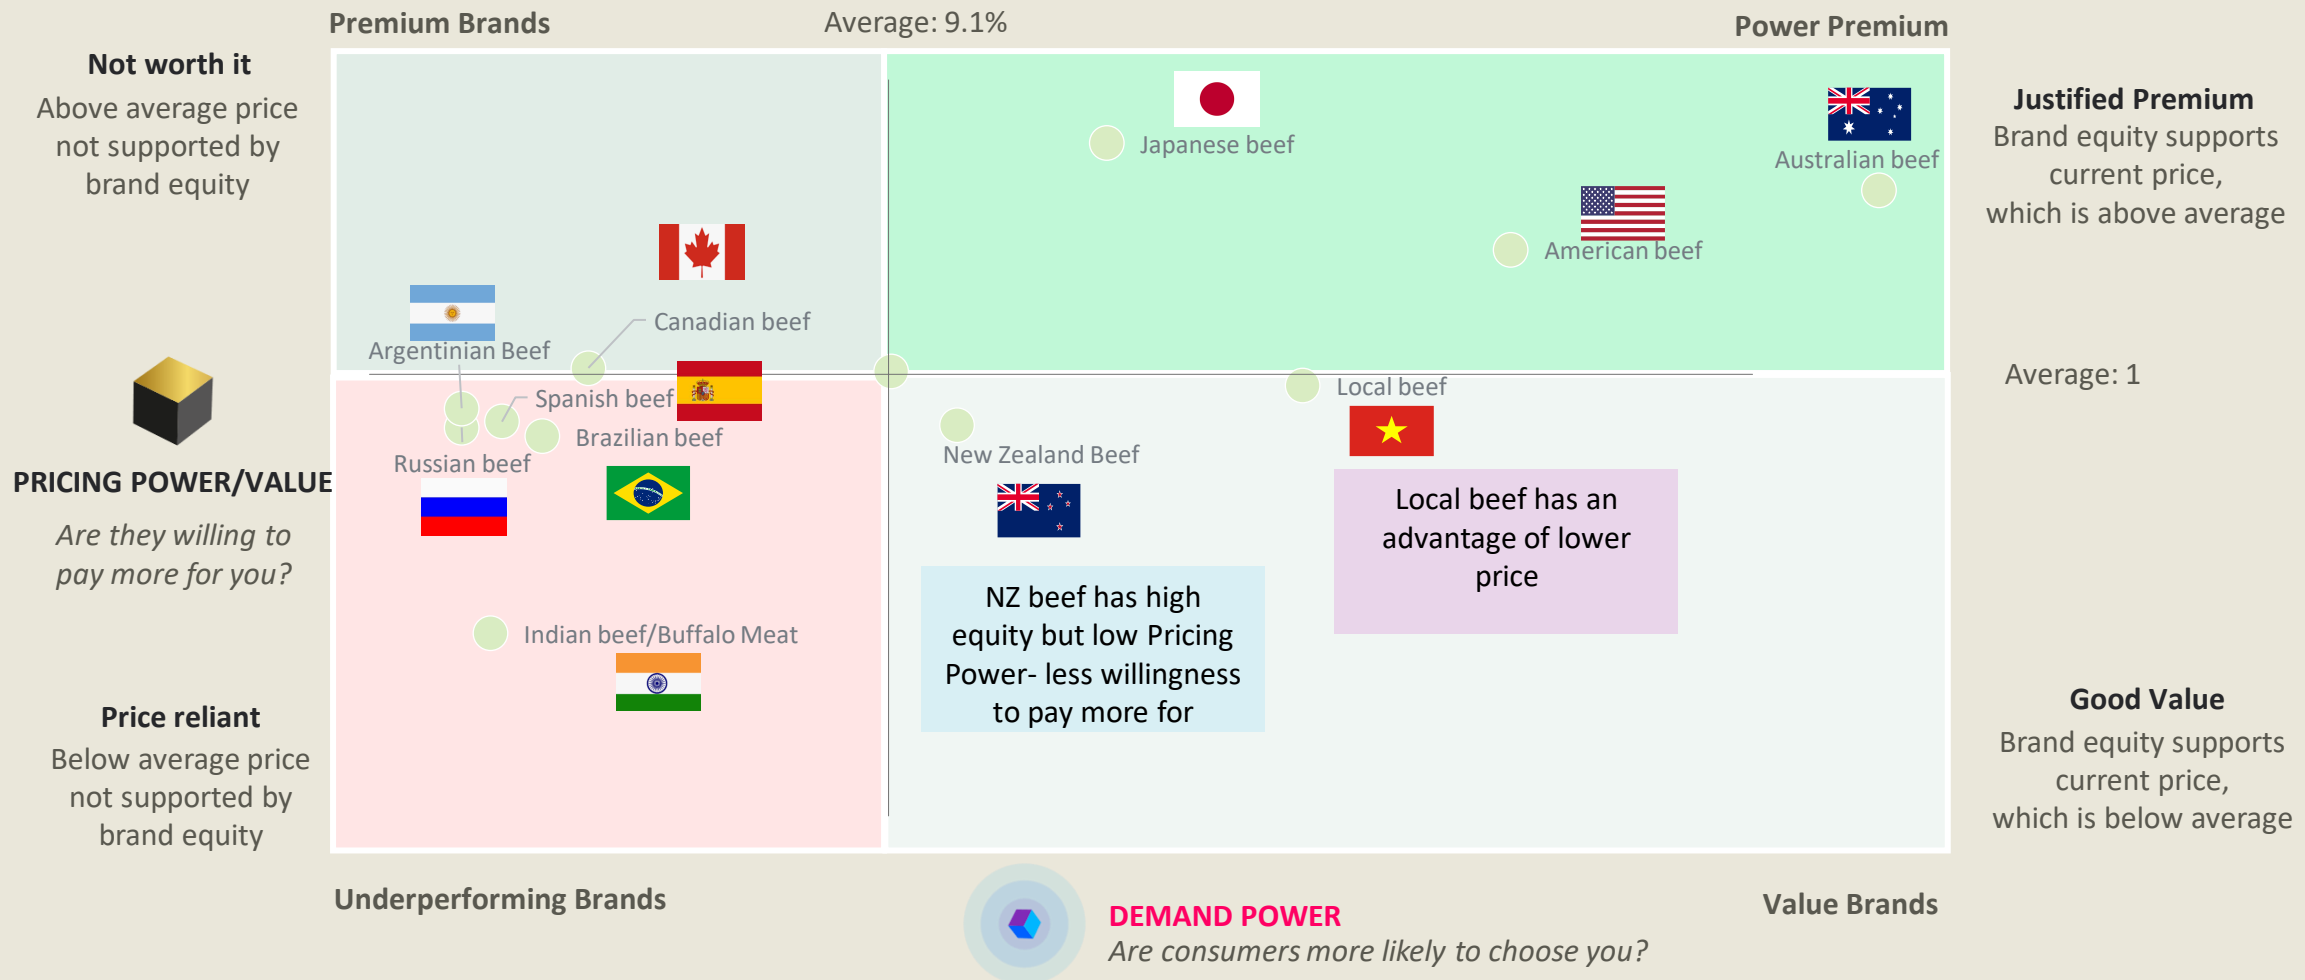 Premium Brands
Average: 9.1%
Power Premium
Not worth it
Above average price
not supported by
brand equity
Justified Premium
Brand equity supports
current price,
which is above average
Japanese beef
Australian beef
American beef
Canadian beef
Argentinian Beef
Spanish beef
Brazilian beef
Russian beef
Local beef
New Zealand Beef
Average: 1
PRICING POWER/VALUE
Are they willing to
pay more for you?
Local beef has an
advantage of lower
price
NZ beef has high
equity but low Pricing
Power- less willingness
to pay more for
Indian beef/Buffalo Meat
Price reliant
Below average price
not supported by
brand equity
Good Value
Brand equity supports
current price,
which is below average
Underperforming Brands
Value Brands
DEMAND POWER
Are consumers more likely to choose you?